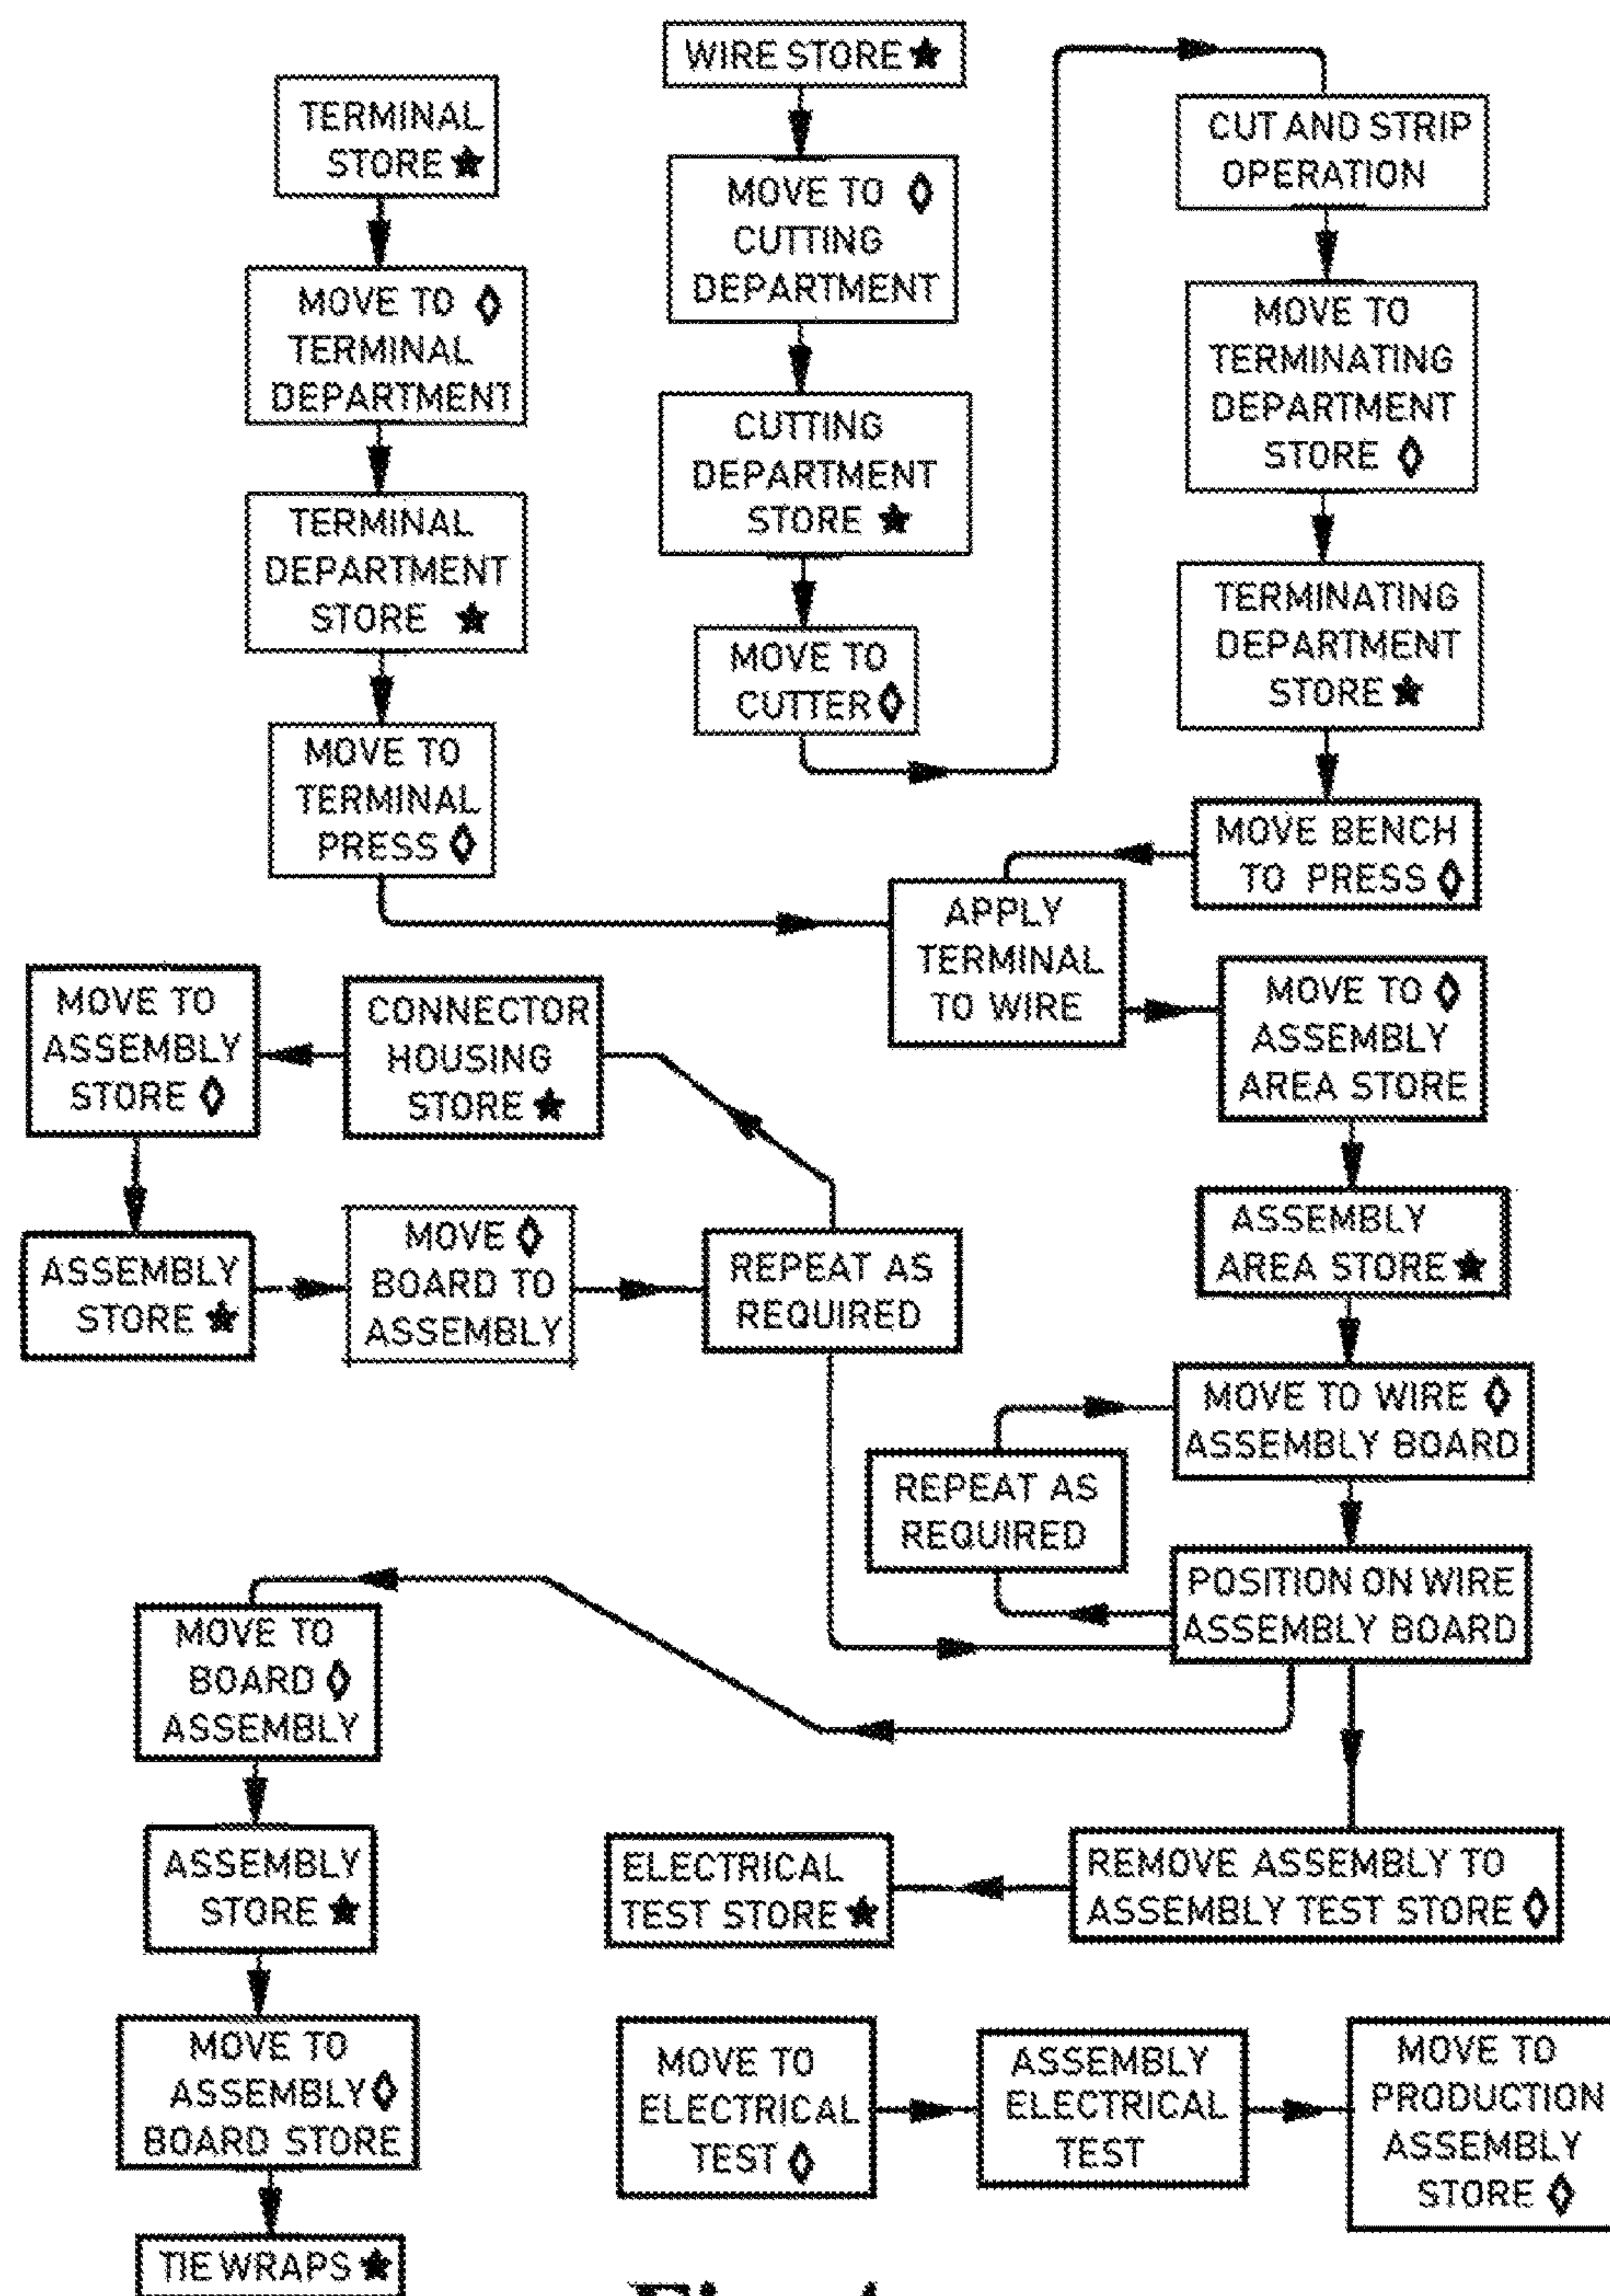 WIRE STORE ★
TERMINAL
STORE ★
CUT AND STRIP
OPERATION
MOVE TO ◊
CUTTING
DEPARTMENT
MOVE TO ◊
TERMINAL
DEPARTMENT
MOVE TO
TERMINATING
DEPARTMENT
STORE ◊
CUTTING
DEPARTMENT
STORE ★
TERMINAL
DEPARTMENT
STORE ★
TERMINATING
DEPARTMENT
STORE ★
MOVE TO
CUTTER ◊
MOVE TO
TERMINAL
PRESS ◊
MOVE BENCH
TO PRESS ◊
APPLY
TERMINAL
TO WIRE
MOVE TO
ASSEMBLY
STORE ◊
CONNECTOR
HOUSING
STORE ★
MOVE TO ◊
ASSEMBLY
AREA STORE
ASSEMBLY
STORE ★
MOVE ◊
BOARD TO
ASSEMBLY
REPEAT AS
REQUIRED
ASSEMBLY
AREA STORE ★
MOVE TO WIRE ◊
ASSEMBLY BOARD
REPEAT AS
REQUIRED
POSITION ON WIRE
ASSEMBLY BOARD
MOVE TO
BOARD ◊
ASSEMBLY
ASSEMBLY
STORE ★
ELECTRICAL
TEST STORE ★
REMOVE ASSEMBLY TO
ASSEMBLY TEST STORE ◊
MOVE TO
ASSEMBLY ◊
BOARD STORE
MOVE TO
ELECTRICAL
TEST ◊
ASSEMBLY
ELECTRICAL
TEST
MOVE TO
PRODUCTION
ASSEMBLY
STORE ◊
TIE WRAPS ★